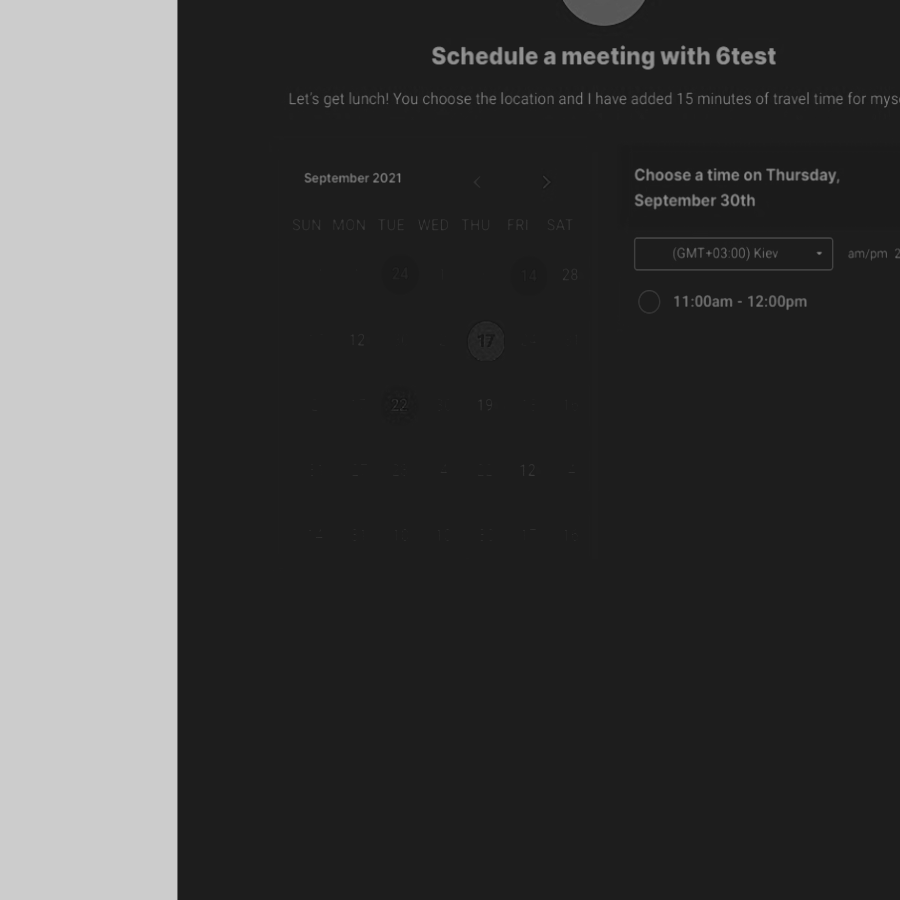 Schedule a meeting with 6test
Let's get lunch! You choose the location and I have added 15 minutes of travel time for mys
September 2021
SUN MON TUE WED THU FRI SAT
24 14 28
12 17
22 19
12
Choose a time on Thursday,
September 30th
(GMT+03:00) Kiev am/pm 2
11:00am - 12:00pm